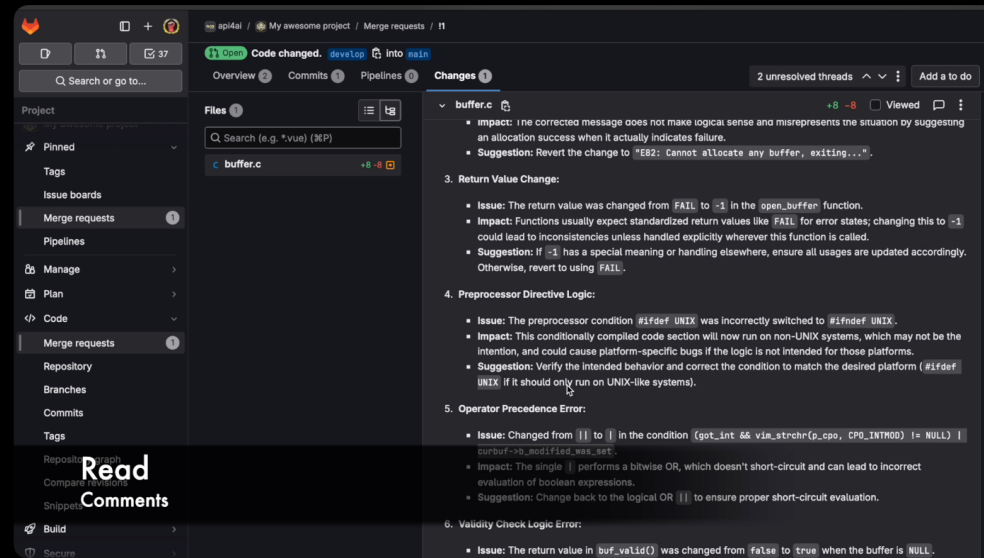 37
Search or go to...
Project
My awesome project
Pinned
Tags
Issue boards
Merge requests 1
Pipelines
Manage
Plan
Code
Merge requests 1
Repository
Branches
Commits
Tags
Repository graph
Compare revisions
Snippets
Build
Secure
api4ai / My awesome project / Merge requests / !1
Open Code changed. develop into main
Overview 2 Commits 1 Pipelines 0 Changes 1
2 unresolved threads Add a to do
Files 1
Search (e.g. *.vue) (⌘P)
C buffer.c +8 -8
buffer.c +8 -8 Viewed
Impact: The corrected message does not make logical sense and misrepresents the situation by suggesting
an allocation success when it actually indicates failure.
Suggestion: Revert the change to "E82: Cannot allocate any buffer, exiting...".
3. Return Value Change:
Issue: The return value was changed from FAIL to -1 in the open_buffer function.
Impact: Functions usually expect standardized return values like FAIL for error states; changing this to -1
could lead to inconsistencies unless handled explicitly wherever this function is called.
Suggestion: If -1 has a special meaning or handling elsewhere, ensure all usages are updated accordingly.
Otherwise, revert to using FAIL.
4. Preprocessor Directive Logic:
Issue: The preprocessor condition #ifdef UNIX was incorrectly switched to #ifndef UNIX.
Impact: This conditionally compiled code section will now run on non-UNIX systems, which may not be the
intention, and could cause platform-specific bugs if the logic is not intended for those platforms.
Suggestion: Verify the intended behavior and correct the condition to match the desired platform (#ifdef
UNIX if it should only run on UNIX-like systems).
5. Operator Precedence Error:
Issue: Changed from || to | in the condition (got_int && vim_strchr(p_cpo, CPO_INTMOD) != NULL) |
curbuf->b_modified_was_set.
Impact: The single | performs a bitwise OR, which doesn't short-circuit and can lead to incorrect
evaluation of boolean expressions.
Suggestion: Change back to the logical OR || to ensure proper short-circuit evaluation.
6. Validity Check Logic Error:
Issue: The return value in buf_valid() was changed from false to true when the buffer is NULL.
Read
Comments